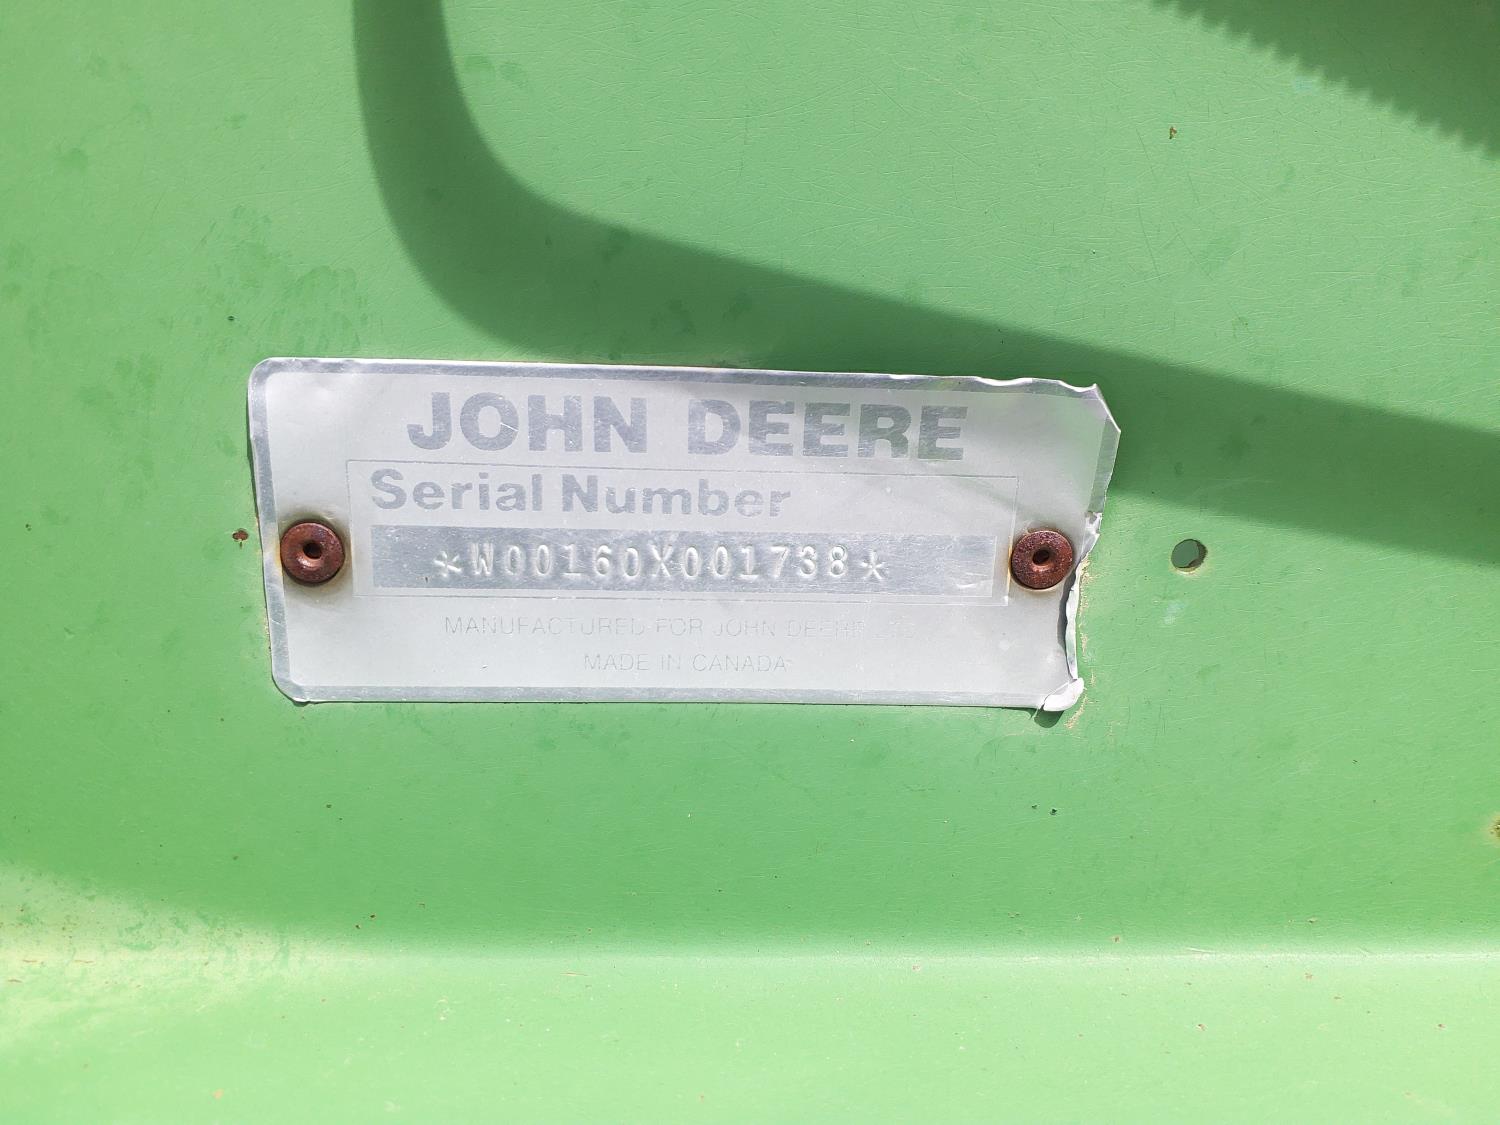 JOHN DEERE
Serial Number
*W00160X001738*
MANUFACTURED FOR JOHN DEERE
MADE IN CANADA